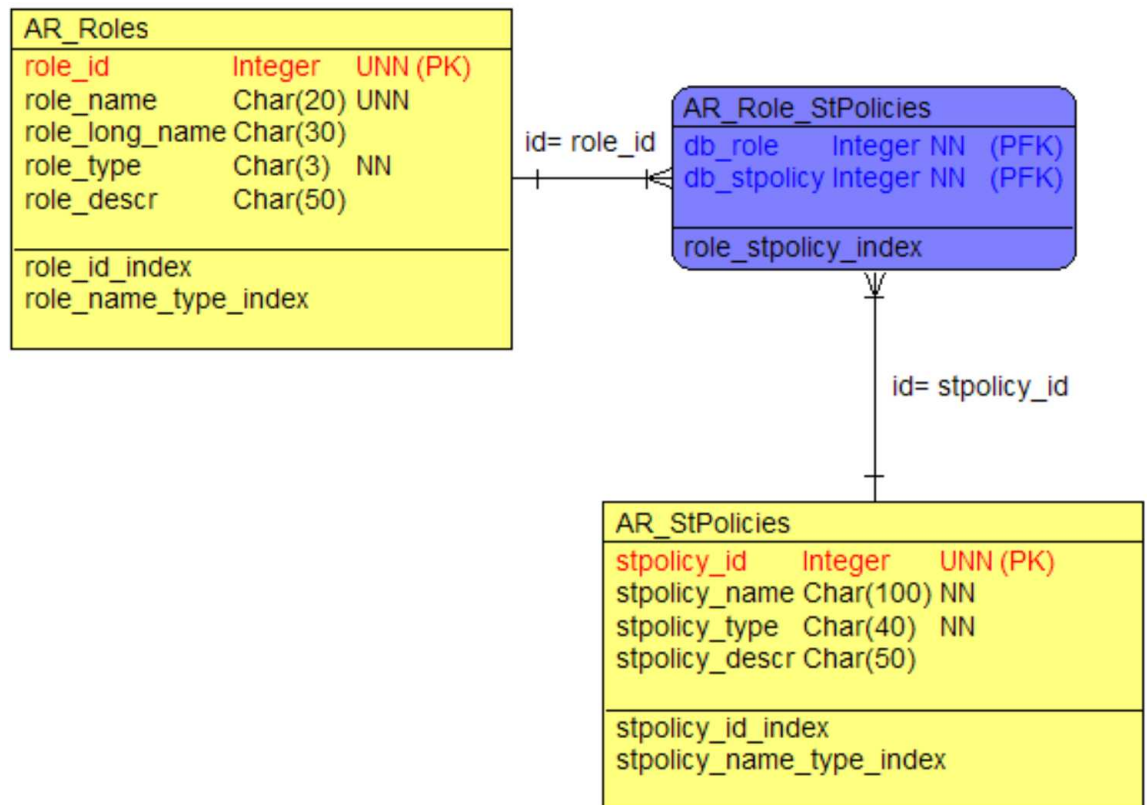 AR_Roles
role_id Integer UNN (PK)
role_name Char(20) UNN
role_long_name Char(30)
role_type Char(3) NN
role_descr Char(50)
role_id_index
role_name_type_index
id= role_id
AR_Role_StPolicies
db_role Integer NN (PFK)
db_stpolicy Integer NN (PFK)
role_stpolicy_index
id= stpolicy_id
AR_StPolicies
stpolicy_id Integer UNN (PK)
stpolicy_name Char(100) NN
stpolicy_type Char(40) NN
stpolicy_descr Char(50)
stpolicy_id_index
stpolicy_name_type_index